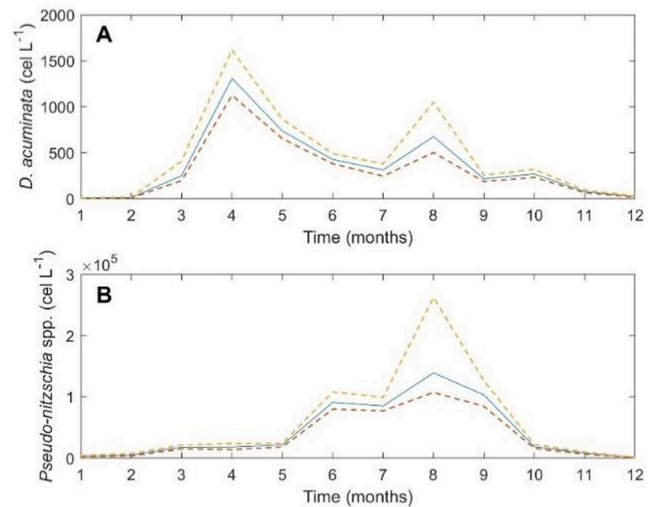 A
2000
1500
1000
500
0
D. acuminata (cel L⁻¹)
1 2 3 4 5 6 7 8 9 10 11 12
Time (months)
×10⁵
B
3
2
1
0
Pseudo-nitzschia spp. (cel L⁻¹)
1 2 3 4 5 6 7 8 9 10 11 12
Time (months)